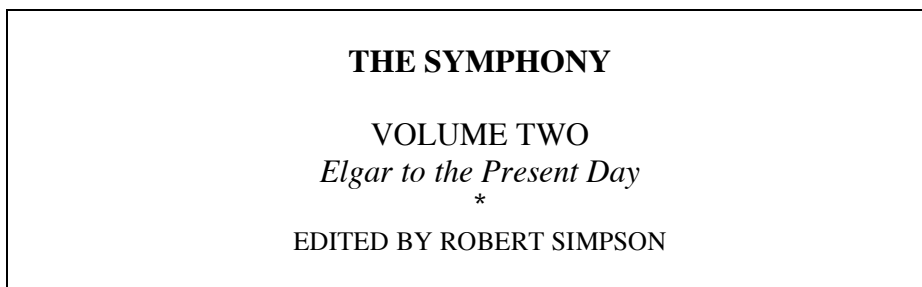 THE SYMPHONY
VOLUME TWO
Elgar to the Present Day
*
EDITED BY ROBERT SIMPSON